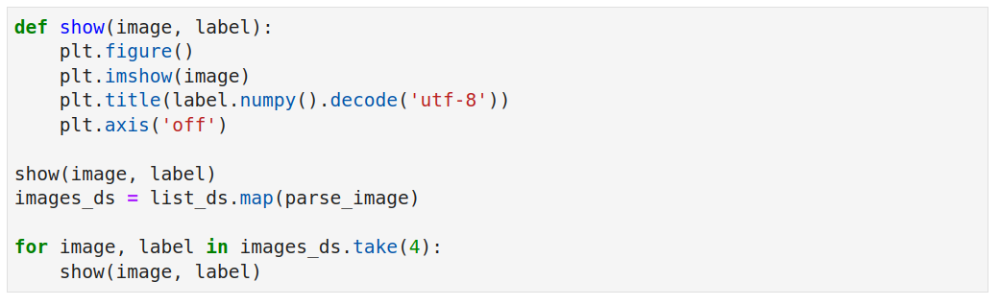 def show(image, label):
    plt.figure()
    plt.imshow(image)
    plt.title(label.numpy().decode('utf-8'))
    plt.axis('off')

show(image, label)
images_ds = list_ds.map(parse_image)

for image, label in images_ds.take(4):
    show(image, label)